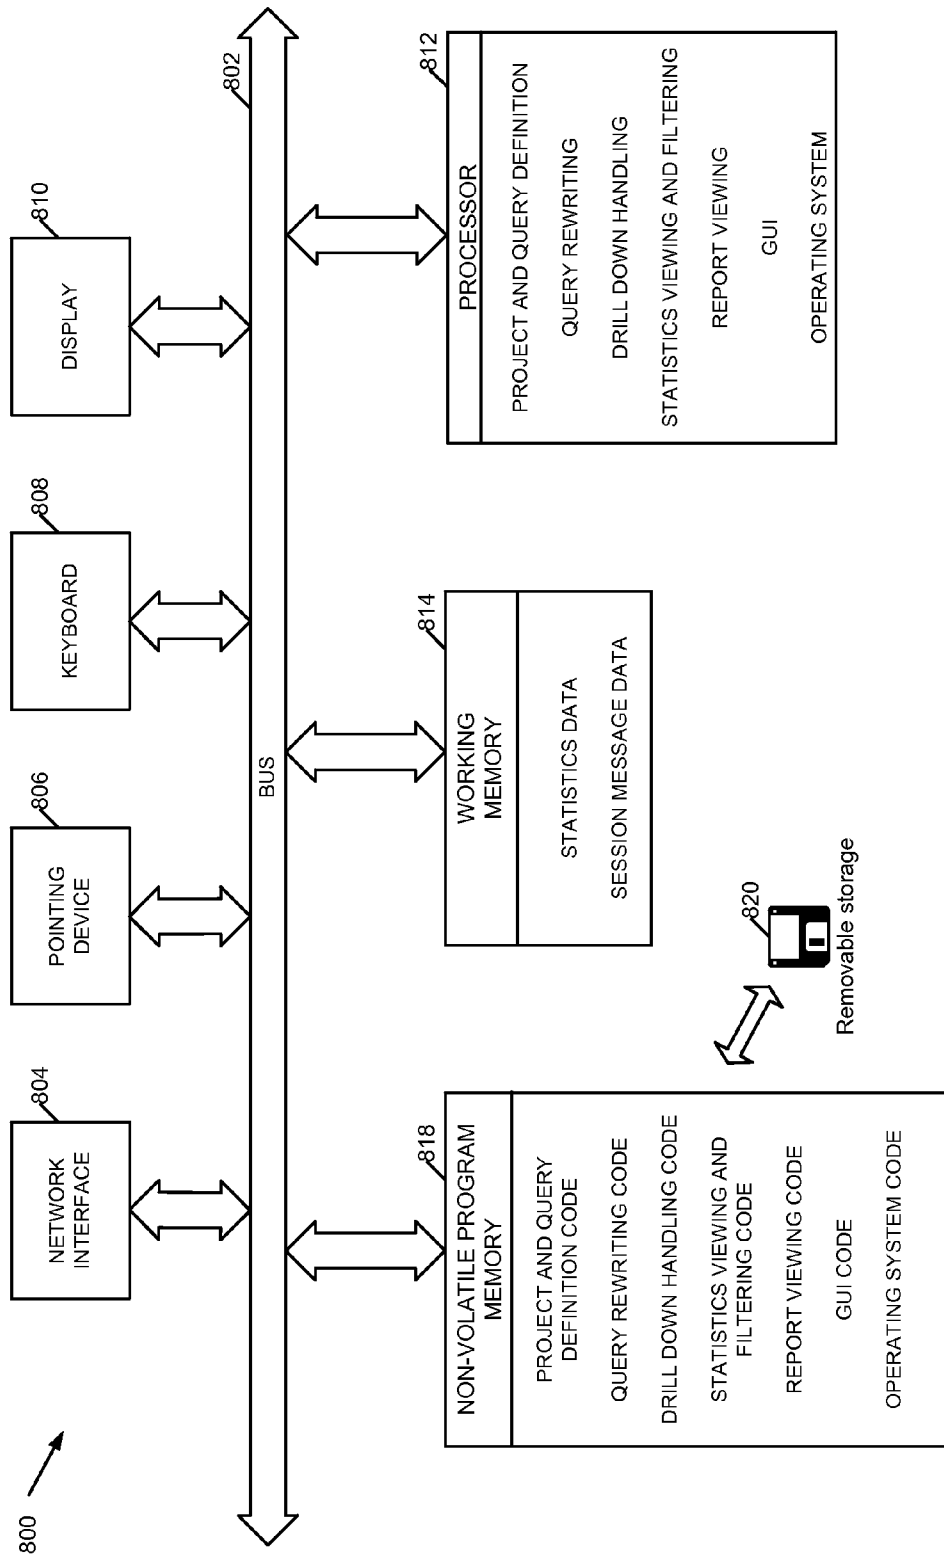 800
804
NETWORK
INTERFACE
806
POINTING
DEVICE
808
KEYBOARD
810
DISPLAY
802
BUS
818
NON-VOLATILE PROGRAM
MEMORY
PROJECT AND QUERY
DEFINITION CODE
QUERY REWRITING CODE
DRILL DOWN HANDLING CODE
STATISTICS VIEWING AND
FILTERING CODE
REPORT VIEWING CODE
GUI CODE
OPERATING SYSTEM CODE
820
Removable storage
814
WORKING
MEMORY
STATISTICS DATA
SESSION MESSAGE DATA
812
PROCESSOR
PROJECT AND QUERY DEFINITION
QUERY REWRITING
DRILL DOWN HANDLING
STATISTICS VIEWING AND FILTERING
REPORT VIEWING
GUI
OPERATING SYSTEM